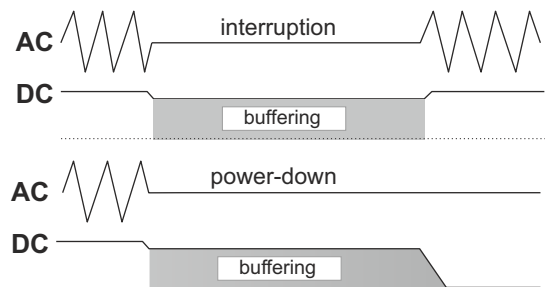 interruption
AC
DC
buffering
power-down
AC
DC
buffering